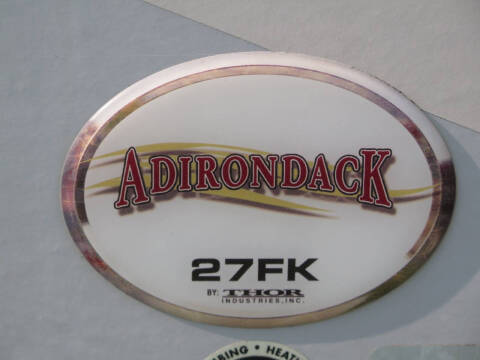 ADIRONDACK
27FK
BY: THOR
INDUSTRIES, INC.